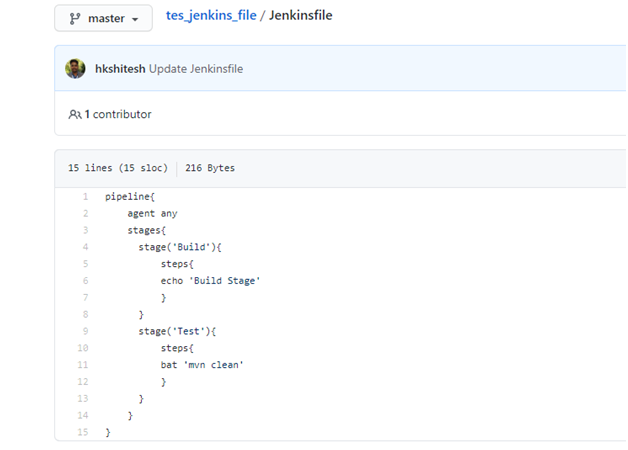 master tes_jenkins_file / Jenkinsfile
hkshitesh Update Jenkinsfile
1 contributor
15 lines (15 sloc) 216 Bytes
1 pipeline{
2 agent any
3 stages{
4 stage('Build'){
5 steps{
6 echo 'Build Stage'
7 }
8 }
9 stage('Test'){
10 steps{
11 bat 'mvn clean'
12 }
13 }
14 }
15 }